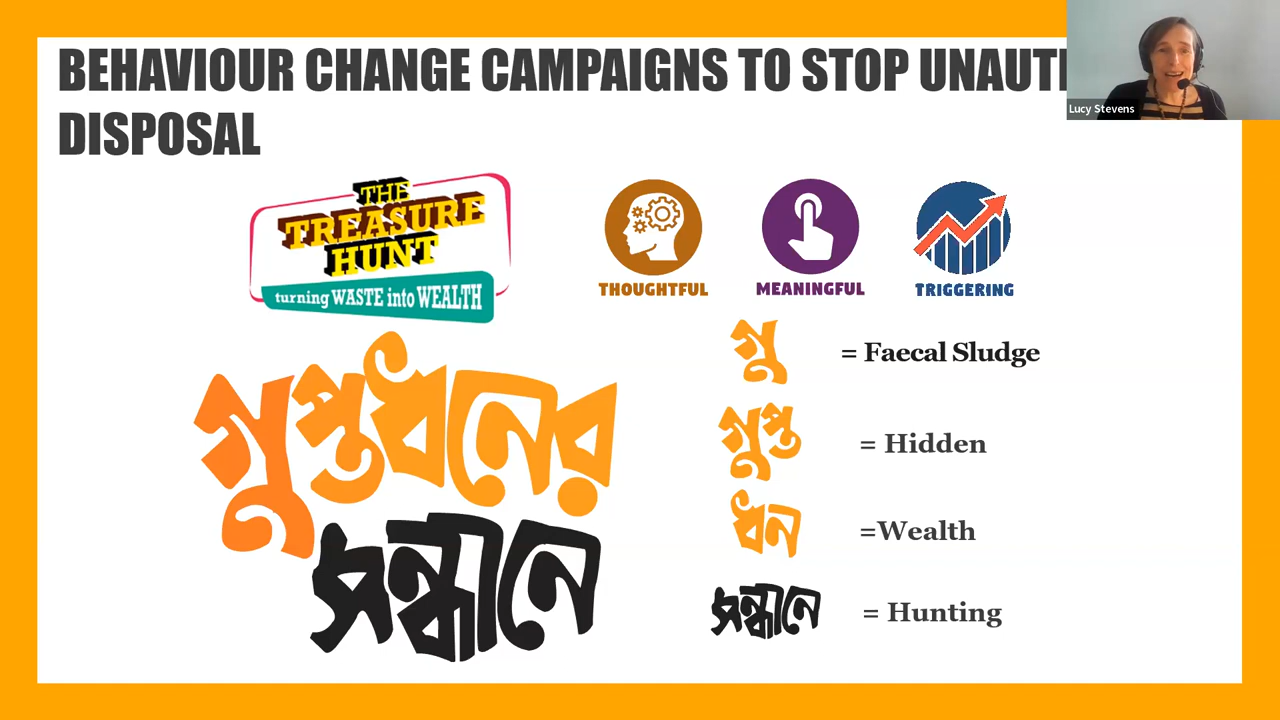 BEHAVIOUR CHANGE CAMPAIGNS TO STOP
DISPOSAL
Lucy Stevens
THE
TREASURE
HUNT
turning WASTE into WEALTH
THOUGHTFUL
MEANINGFUL
TRIGGERING
গুপ্তধনের
সন্ধানে
গু = Faecal Sludge
গুপ্ত = Hidden
ধন =Wealth
সন্ধানে = Hunting